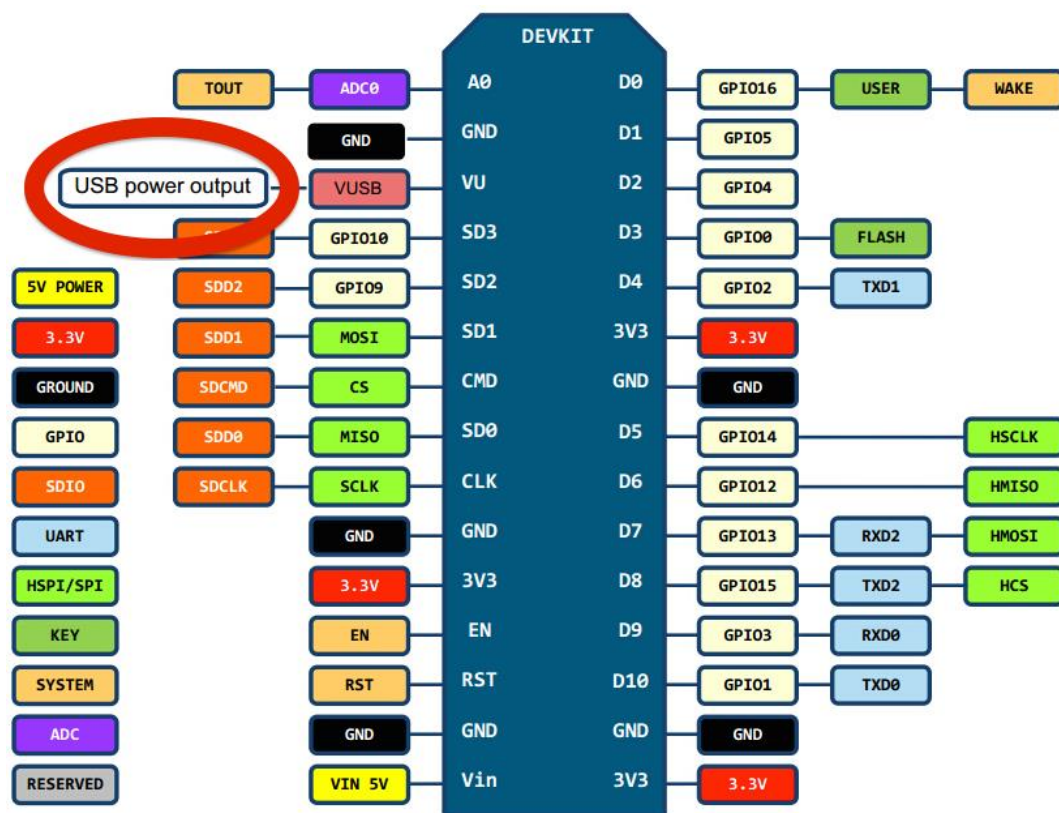 DEVKIT
TOUT ADC0 A0 D0 GPIO16 USER WAKE
GND GND D1 GPIO5
USB power output VUSB VU D2 GPIO4
GPIO10 SD3 D3 GPIO0 FLASH
5V POWER SDD2 GPIO9 SD2 D4 GPIO2 TXD1
3.3V SDD1 MOSI SD1 3V3 3.3V
GROUND SDCMD CS CMD GND GND
GPIO SDD0 MISO SD0 D5 GPIO14 HSCLK
SDIO SDCLK SCLK CLK D6 GPIO12 HMISO
UART GND GND D7 GPIO13 RXD2 HMOSI
HSPI/SPI 3.3V 3V3 D8 GPIO15 TXD2 HCS
KEY EN EN D9 GPIO3 RXD0
SYSTEM RST RST D10 GPIO1 TXD0
ADC GND GND GND GND
RESERVED VIN 5V Vin 3V3 3.3V